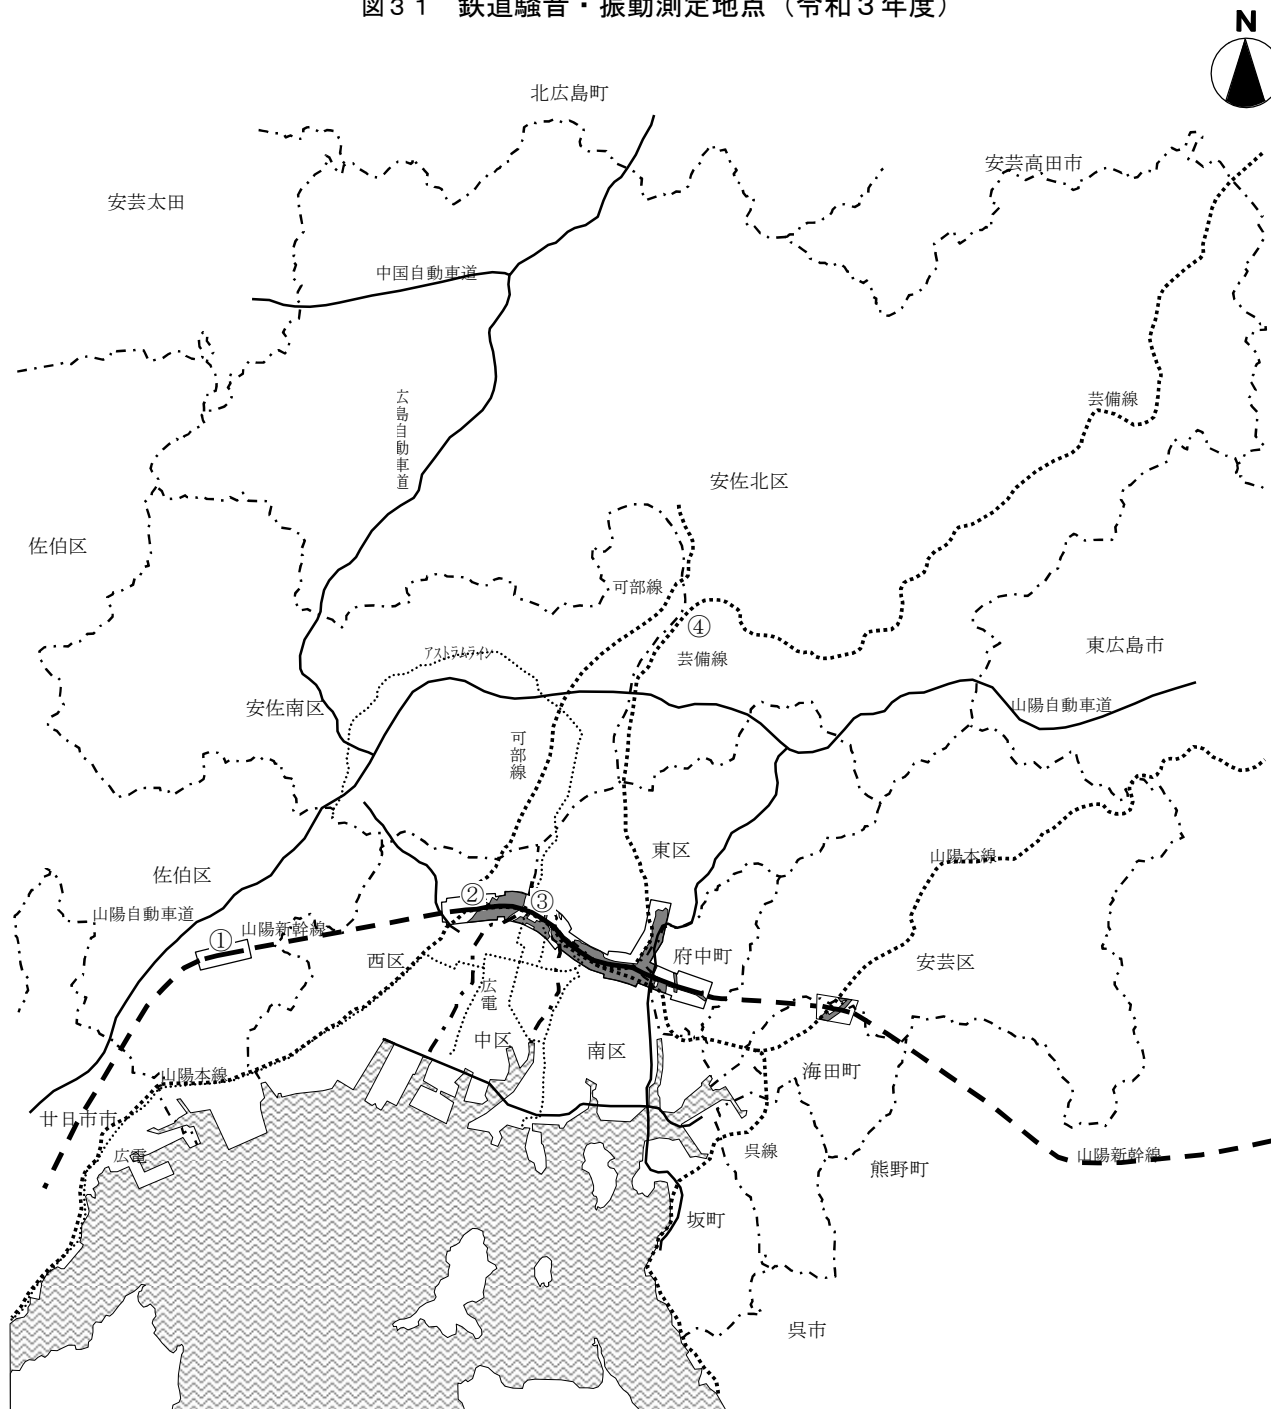 図31 鉄道騒音・振動測定地点（令和3年度）
N
北広島町
安芸高田市
安芸太田
中国自動車道
広島自動車道
芸備線
安佐北区
佐伯区
可部線
④
アストラムライン
芸備線
東広島市
安佐南区
山陽自動車道
可部線
東区
山陽本線
佐伯区
②
③
山陽自動車道
①
山陽新幹線
西区
府中町
安芸区
広電
中区
南区
海田町
山陽本線
廿日市市
広電
呉線
山陽新幹線
熊野町
坂町
呉市